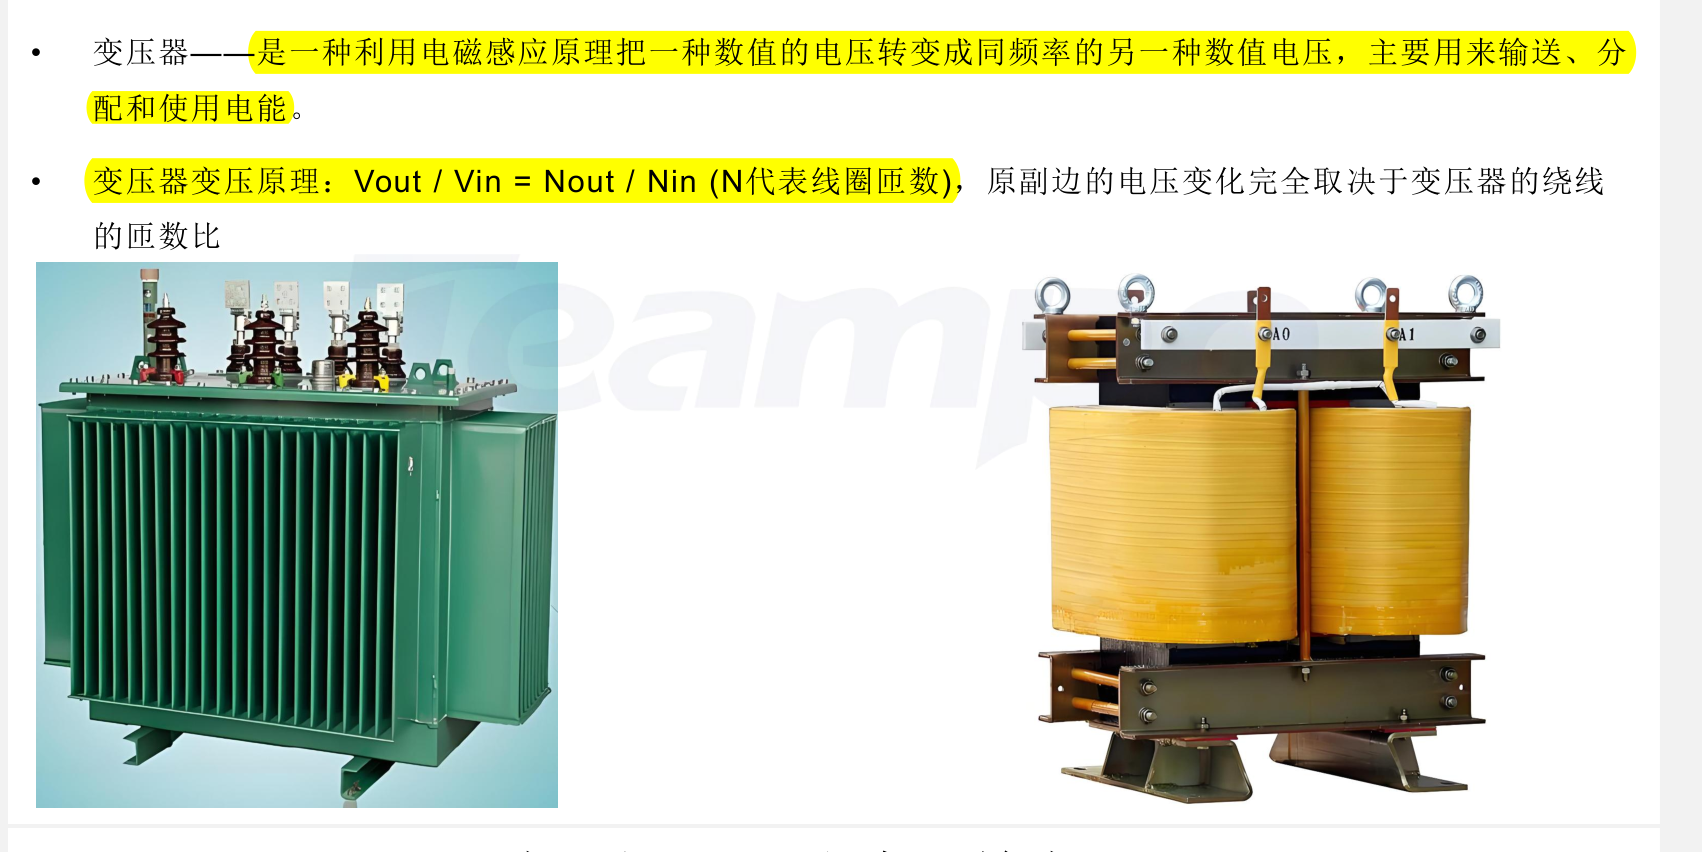 • 变压器——是一种利用电磁感应原理把一种数值的电压转变成同频率的另一种数值电压，主要用来输送、分
配和使用电能。
• 变压器变压原理：Vout / Vin = Nout / Nin (N代表线圈匝数)，原副边的电压变化完全取决于变压器的绕线
的匝数比
Teamp
A0
A1